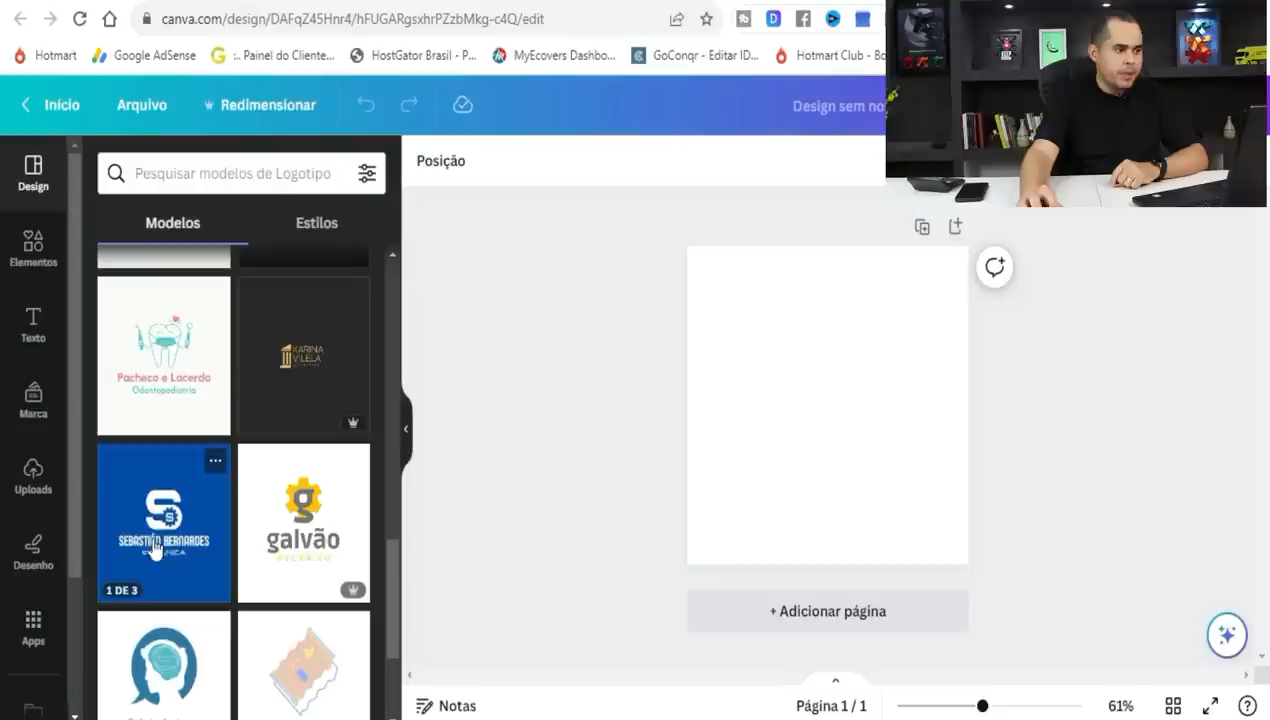 canva.com/design/DAFqZ45Hnr4/hFUGARgsxhrPZzbMkg-c4Q/edit
Hotmart
Google AdSense
:. Painel do Cliente...
HostGator Brasil - P...
MyEcovers Dashbo...
GoConqr - Editar ID...
Hotmart Club - Bo
Início
Arquivo
Redimensionar
Design sem no
Design
Elementos
Texto
Marca
Uploads
Desenho
Apps
Pesquisar modelos de Logotipo
Modelos
Estilos
Pacheco e Lacerda
Odontopediatria
KARINA
VILELA
SEBASTIÃO BERNARDES
1 DE 3
galvão
MECÂNICO
Posição
+ Adicionar página
Notas
Página 1 / 1
61%